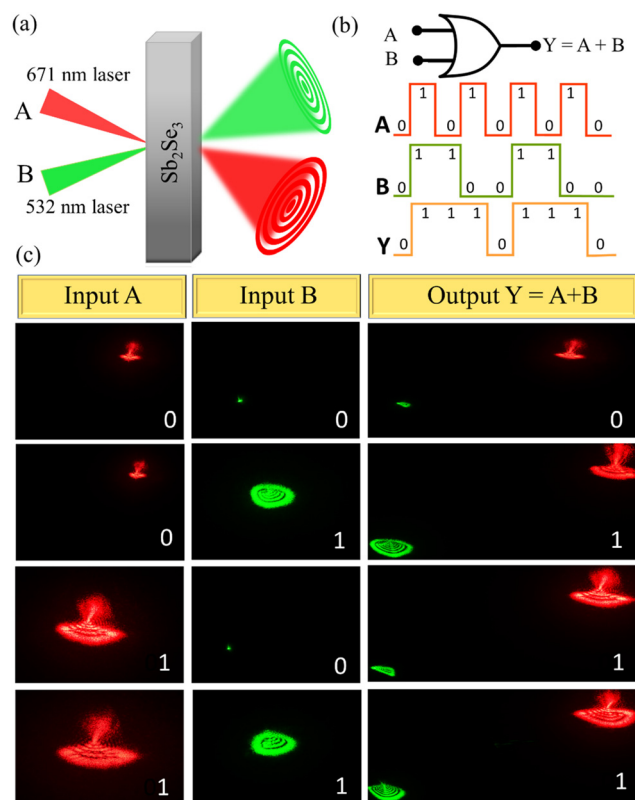 (a)
671 nm laser
A
B
532 nm laser
Sb₂Se₃
(b)
A
B
Y = A + B
A 0 1 0 1 0 1 0 1 0
B 0 1 1 0 0 1 1 0 0
Y 0 1 1 1 0 1 1 1 0
(c)
Input A Input B Output Y = A+B
0 0 0
0 1 1
1 0 1
1 1 1